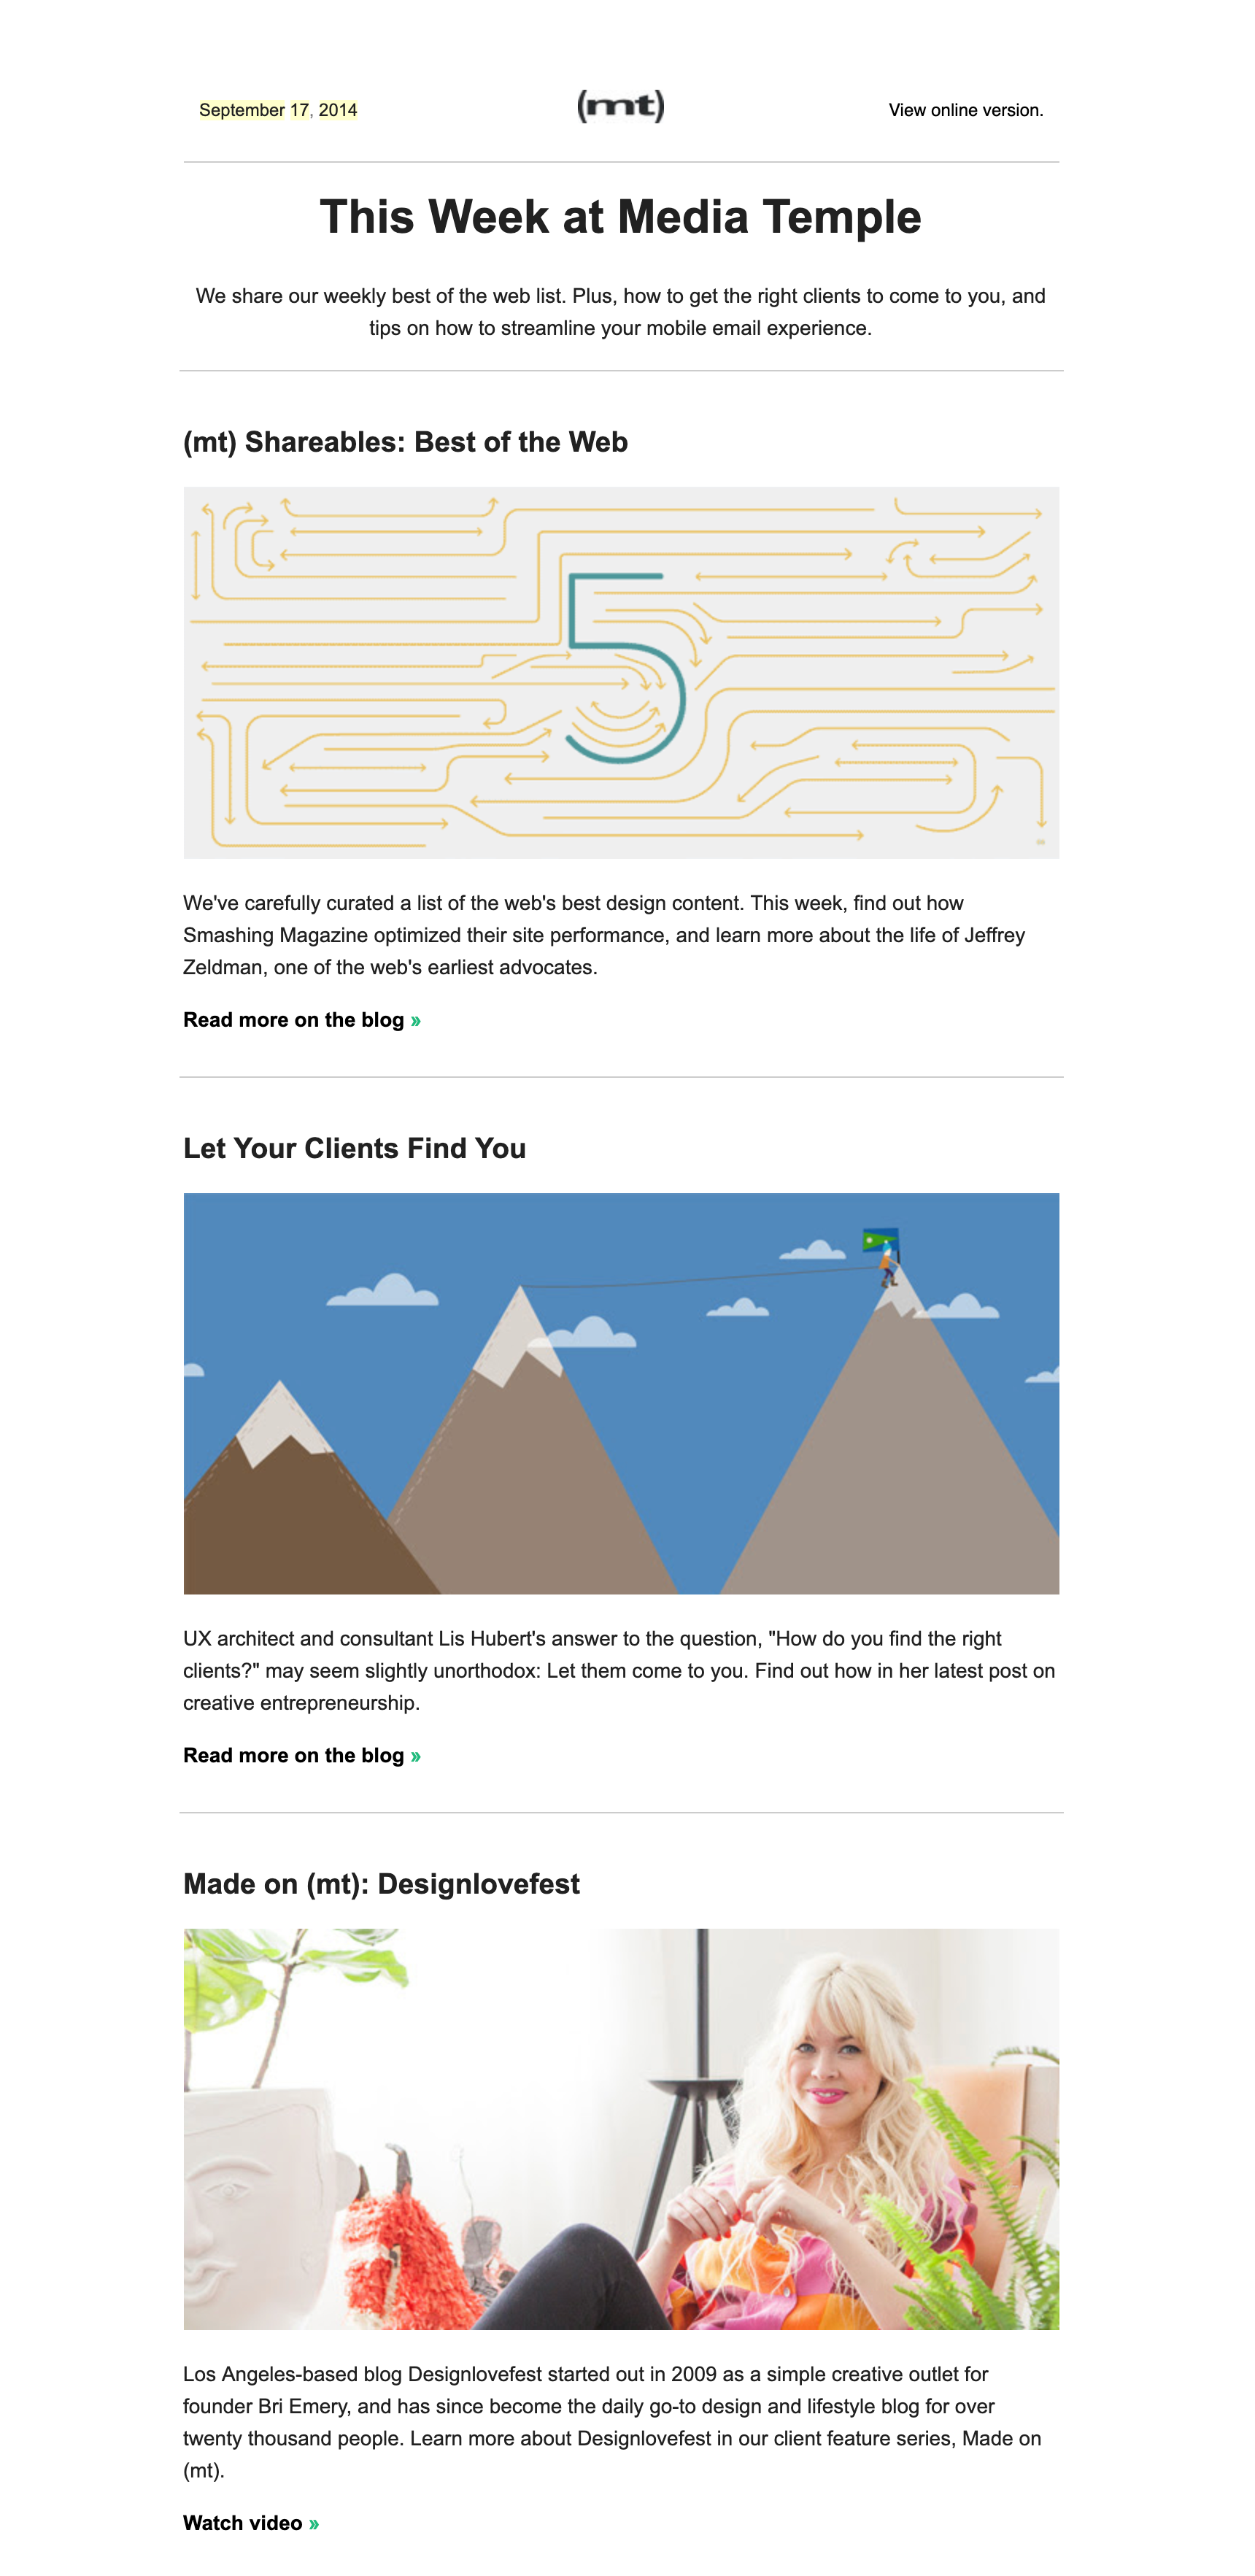 September 17, 2014
(mt)
View online version.
This Week at Media Temple
We share our weekly best of the web list. Plus, how to get the right clients to come to you, and
tips on how to streamline your mobile email experience.
(mt) Shareables: Best of the Web
5
We've carefully curated a list of the web's best design content. This week, find out how
Smashing Magazine optimized their site performance, and learn more about the life of Jeffrey
Zeldman, one of the web's earliest advocates.
Read more on the blog »
Let Your Clients Find You
UX architect and consultant Lis Hubert's answer to the question, "How do you find the right
clients?" may seem slightly unorthodox: Let them come to you. Find out how in her latest post on
creative entrepreneurship.
Read more on the blog »
Made on (mt): Designlovefest
Los Angeles-based blog Designlovefest started out in 2009 as a simple creative outlet for
founder Bri Emery, and has since become the daily go-to design and lifestyle blog for over
twenty thousand people. Learn more about Designlovefest in our client feature series, Made on
(mt).
Watch video »